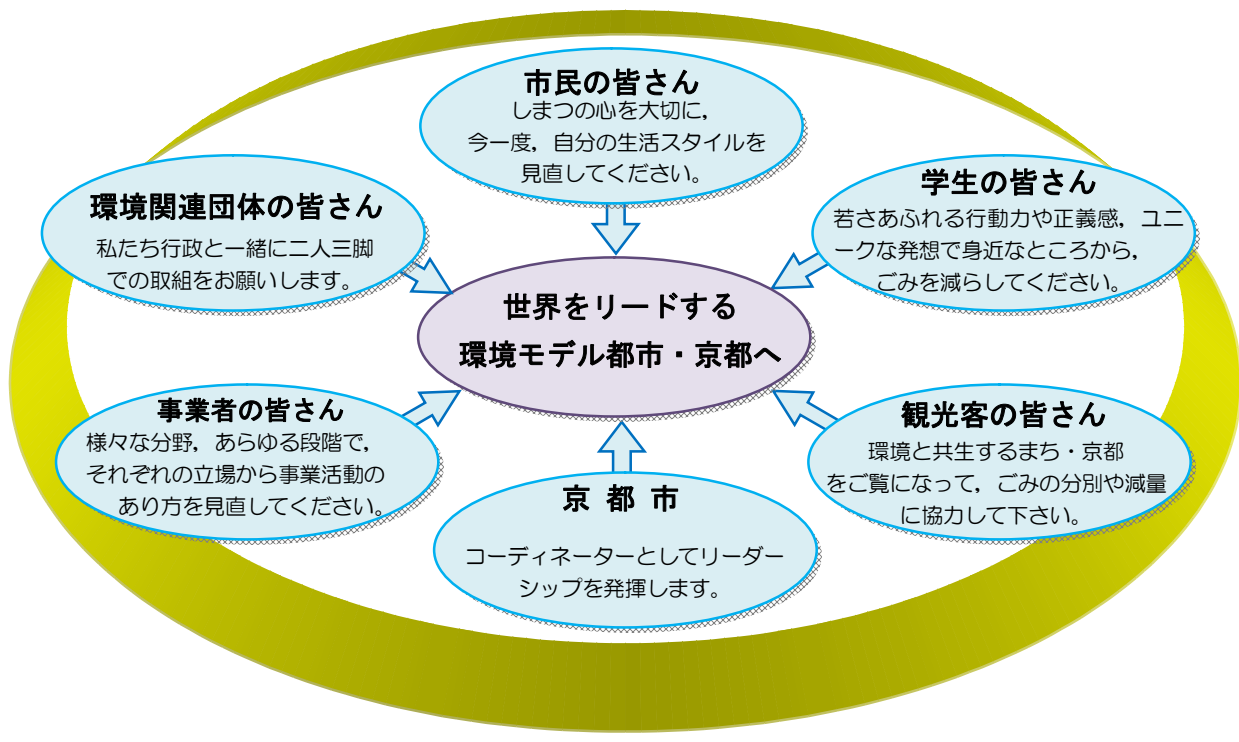 市民の皆さん
しまつの心を大切に，
今一度，自分の生活スタイルを
見直してください。
環境関連団体の皆さん
私たち行政と一緒に二人三脚
での取組をお願いします。
学生の皆さん
若さあふれる行動力や正義感，ユニ
ークな発想で身近なところから，
ごみを減らしてください。
世界をリードする
環境モデル都市・京都へ
事業者の皆さん
様々な分野，あらゆる段階で，
それぞれの立場から事業活動の
あり方を見直してください。
京 都 市
コーディネーターとしてリーダー
シップを発揮します。
観光客の皆さん
環境と共生するまち・京都
をご覧になって，ごみの分別や減量
に協力して下さい。